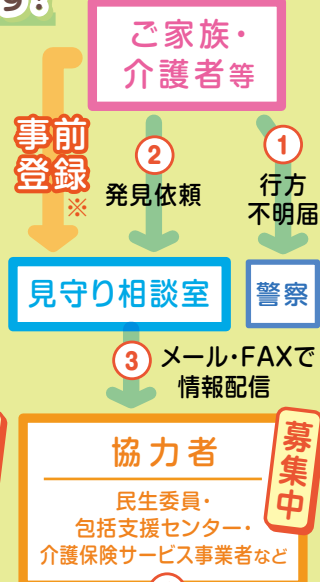 す!
ご家族・
介護者等
事前
登録
※
②
発見依頼
①
行方
不明届
見守り相談室
警察
③ メール・FAXで
情報配信
協力者
募集中
民生委員・
包括支援センター・
介護保険サービス事業者など